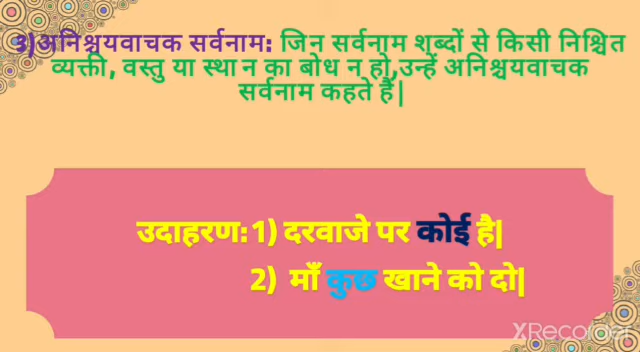 3)अनिश्चयवाचक सर्वनाम: जिन सर्वनाम शब्दों से किसी निश्चित
व्यक्ती, वस्तु या स्थान का बोध न हो,उन्हें अनिश्चयवाचक
सर्वनाम कहते हैं|
उदाहरण: 1) दरवाजे पर कोई है|
2) माँ कुछ खाने को दो|
XRecorder